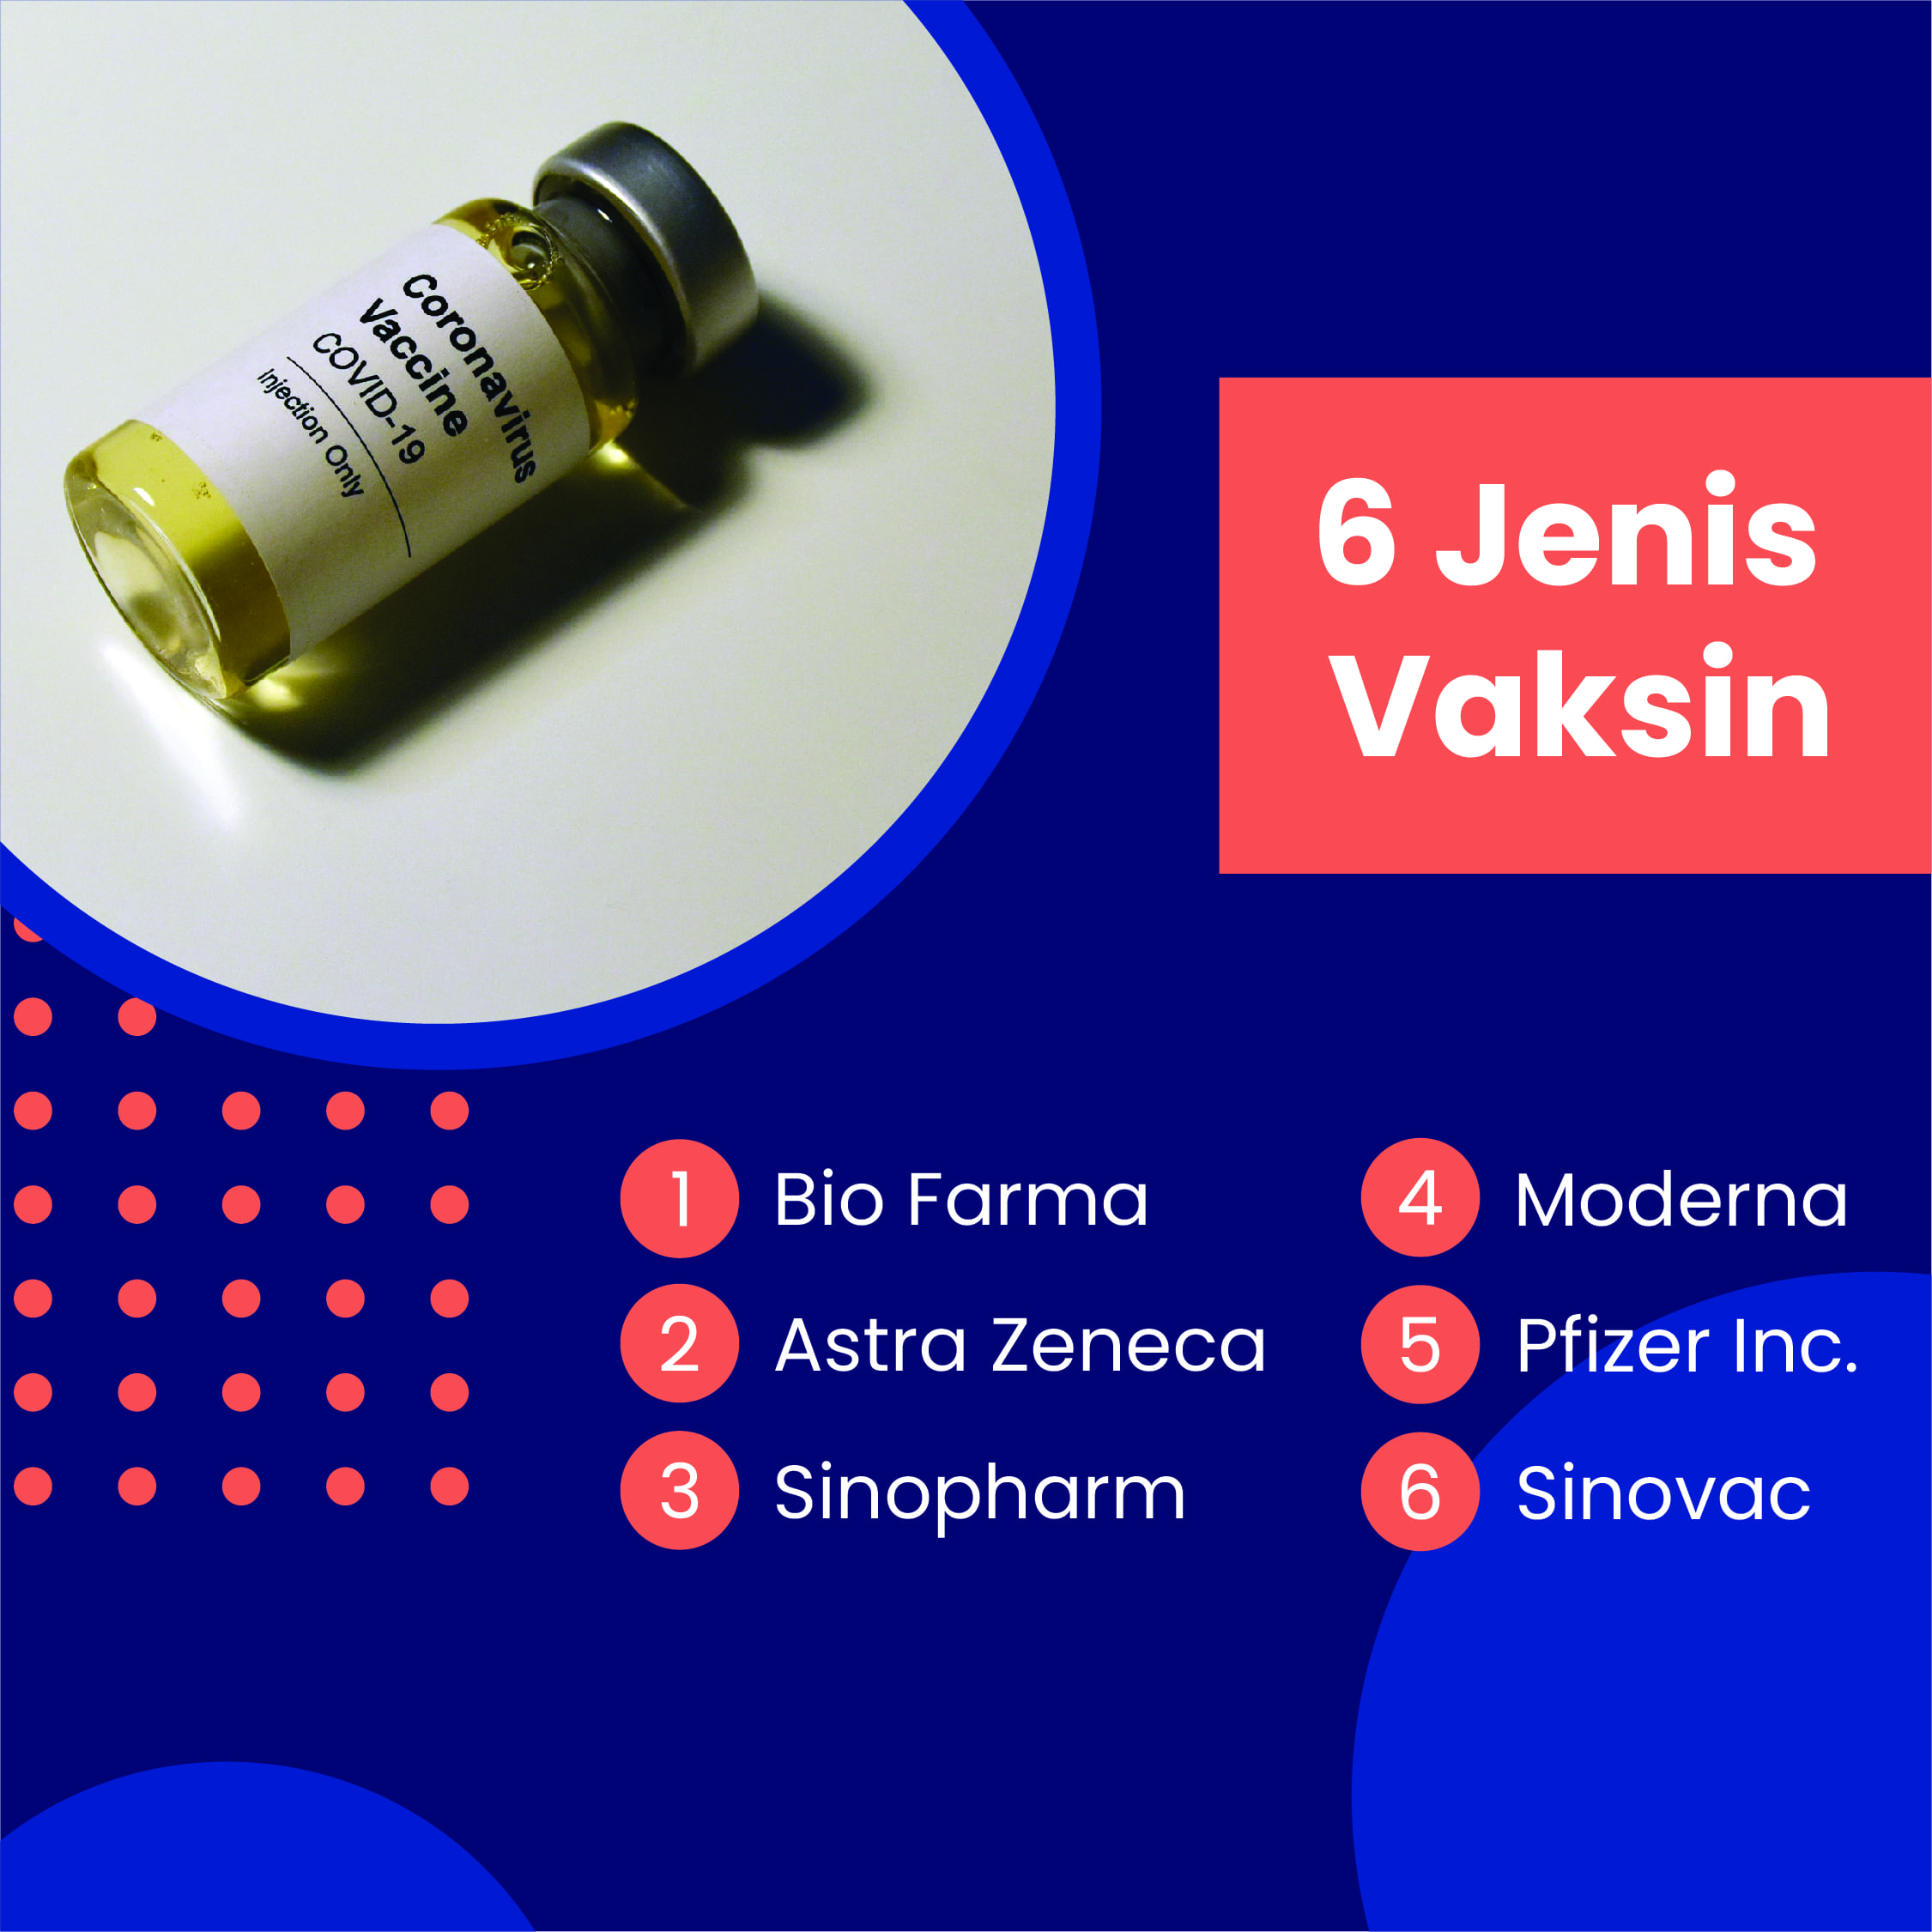 Coronavirus
Vaccine
COVID-19
Injection Only
6 Jenis
Vaksin
1 Bio Farma
2 Astra Zeneca
3 Sinopharm
4 Moderna
5 Pfizer Inc.
6 Sinovac